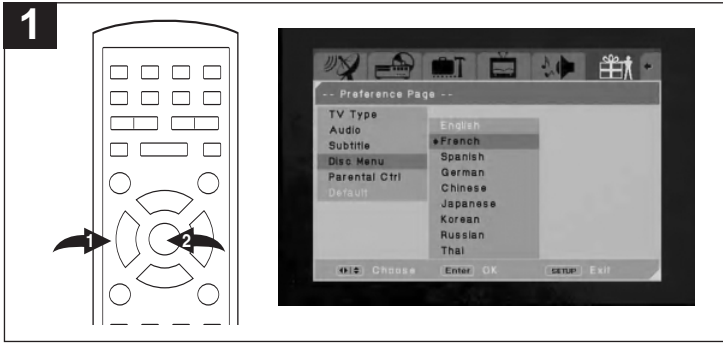 1
1
2
-- Preference Page --
TV Type
Audio
Subtitle
Disc Menu
Parental Ctrl
Default
English
French
Spanish
German
Chinese
Japanese
Korean
Russian
Thai
Choose
Enter OK
SETUP Exit